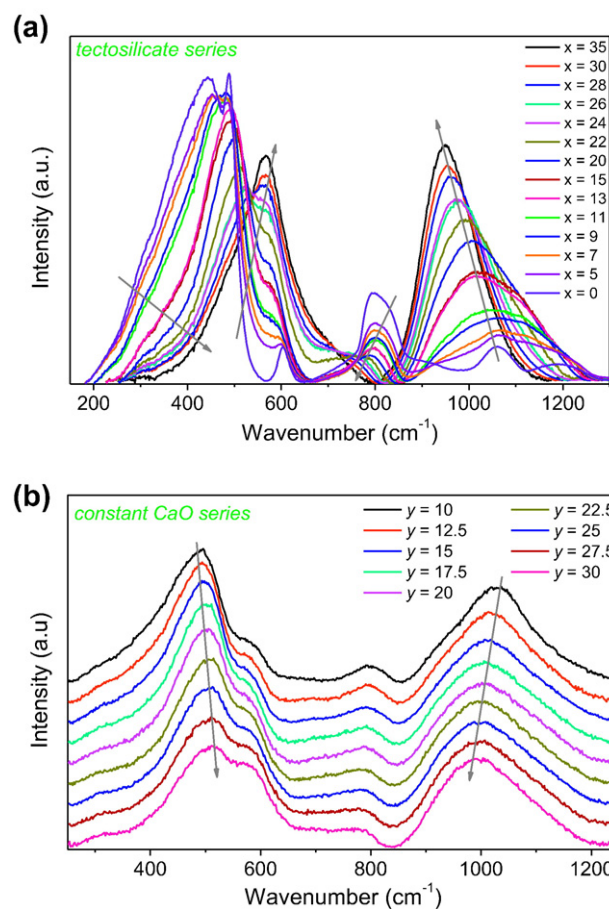 (a)
tectosilicate series
x = 35
x = 30
x = 28
x = 26
x = 24
x = 22
x = 20
x = 15
x = 13
x = 11
x = 9
x = 7
x = 5
x = 0
Intensity (a.u.)
200 400 600 800 1000 1200
Wavenumber (cm⁻¹)
(b)
constant CaO series
y = 10 y = 22.5
y = 12.5 y = 25
y = 15 y = 27.5
y = 17.5 y = 30
y = 20
Intensity (a.u)
400 600 800 1000 1200
Wavenumber (cm⁻¹)